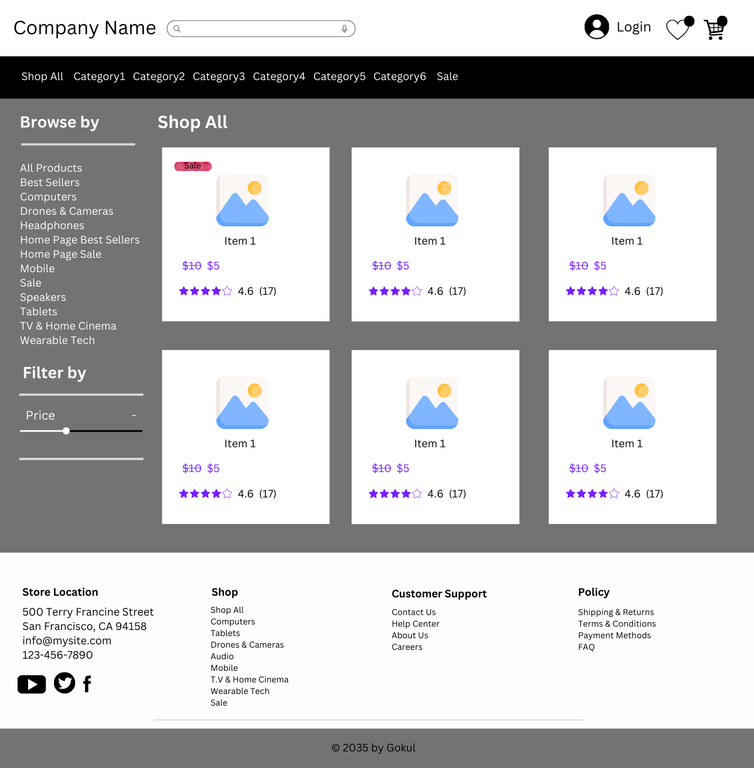 Company Name
Login
Shop All Category1 Category2 Category3 Category4 Category5 Category6 Sale
Browse by
All Products
Best Sellers
Computers
Drones & Cameras
Headphones
Home Page Best Sellers
Home Page Sale
Mobile
Sale
Speakers
Tablets
TV & Home Cinema
Wearable Tech
Filter by
Price -
Shop All
Sale
Item 1
$10 $5
4.6 (17)
Item 1
$10 $5
4.6 (17)
Item 1
$10 $5
4.6 (17)
Item 1
$10 $5
4.6 (17)
Item 1
$10 $5
4.6 (17)
Item 1
$10 $5
4.6 (17)
Store Location
500 Terry Francine Street
San Francisco, CA 94158
info@mysite.com
123-456-7890
Shop
Shop All
Computers
Tablets
Drones & Cameras
Audio
Mobile
T.V & Home Cinema
Wearable Tech
Sale
Customer Support
Contact Us
Help Center
About Us
Careers
Policy
Shipping & Returns
Terms & Conditions
Payment Methods
FAQ
© 2035 by Gokul